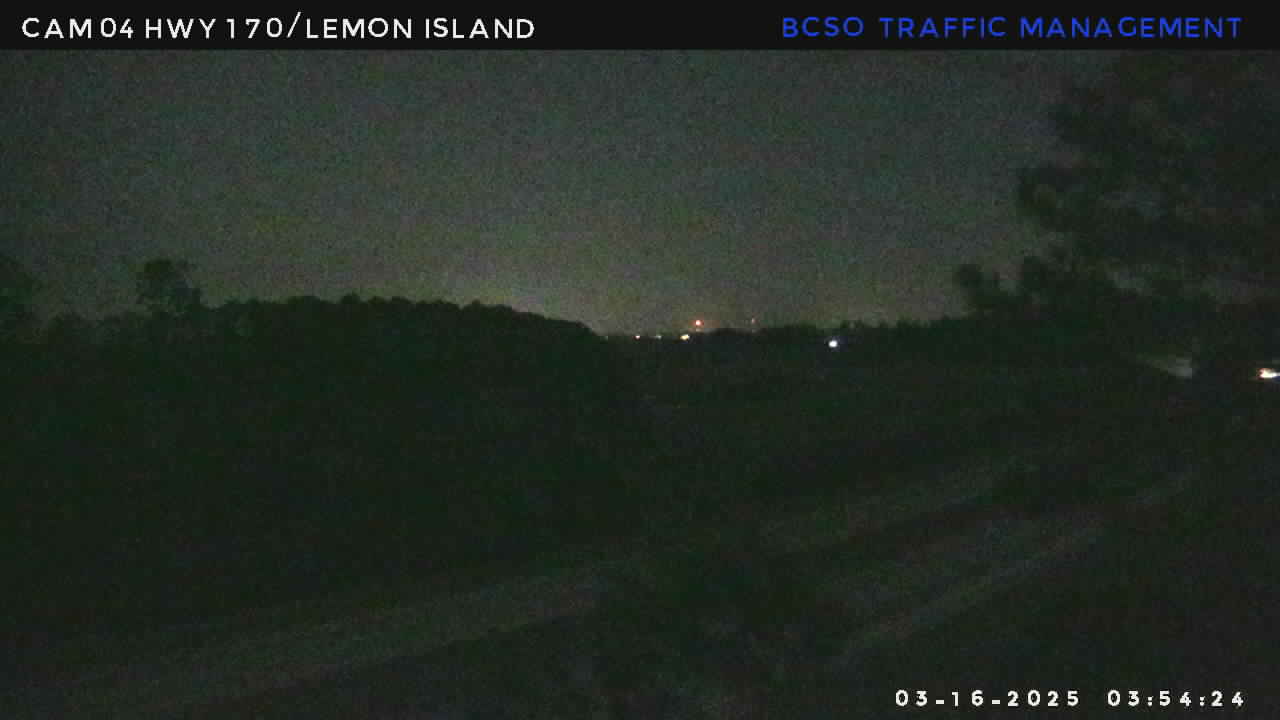 CAM04 HWY 170/LEMON ISLAND
BCSO TRAFFIC MANAGEMENT
03-16-2025 03:54:24